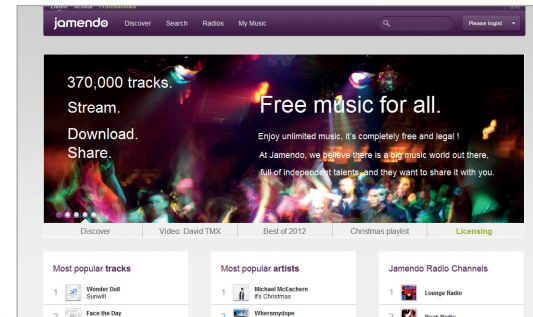 Listen Artists Professionals
jamendo Discover Search Radios My Music Please login!
370,000 tracks.
Stream.
Download.
Share.
Free music for all.
Enjoy unlimited music, it's completely free and legal !
At Jamendo, we believe there is a big music world out there,
full of independent talents, and they want to share it with you.
Discover Video: David TMX Best of 2012 Christmas playlist Licensing
Most popular tracks Most popular artists Jamendo Radio Channels
1 Wonder Doll
Sunwill
1 Michael McEachern
It's Christmas
1 Lounge Radio
2 Face the Day
2 Whersmydope
2 Rock Radio